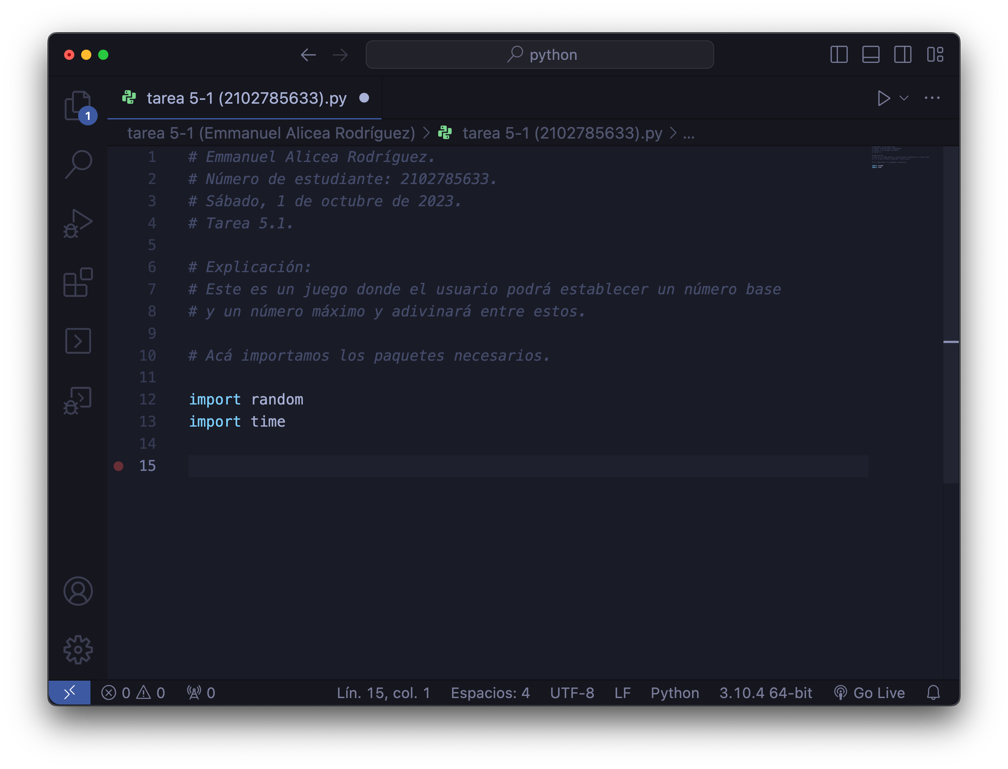 python
tarea 5-1 (2102785633).py
1
tarea 5-1 (Emmanuel Alicea Rodríguez) > tarea 5-1 (2102785633).py > ...
1 # Emmanuel Alicea Rodríguez.
2 # Número de estudiante: 2102785633.
3 # Sábado, 1 de octubre de 2023.
4 # Tarea 5.1.
5
6 # Explicación:
7 # Este es un juego donde el usuario podrá establecer un número base
8 # y un número máximo y adivinará entre estos.
9
10 # Acá importamos los paquetes necesarios.
11
12 import random
13 import time
14
15
0 0 0 Lín. 15, col. 1 Espacios: 4 UTF-8 LF Python 3.10.4 64-bit Go Live